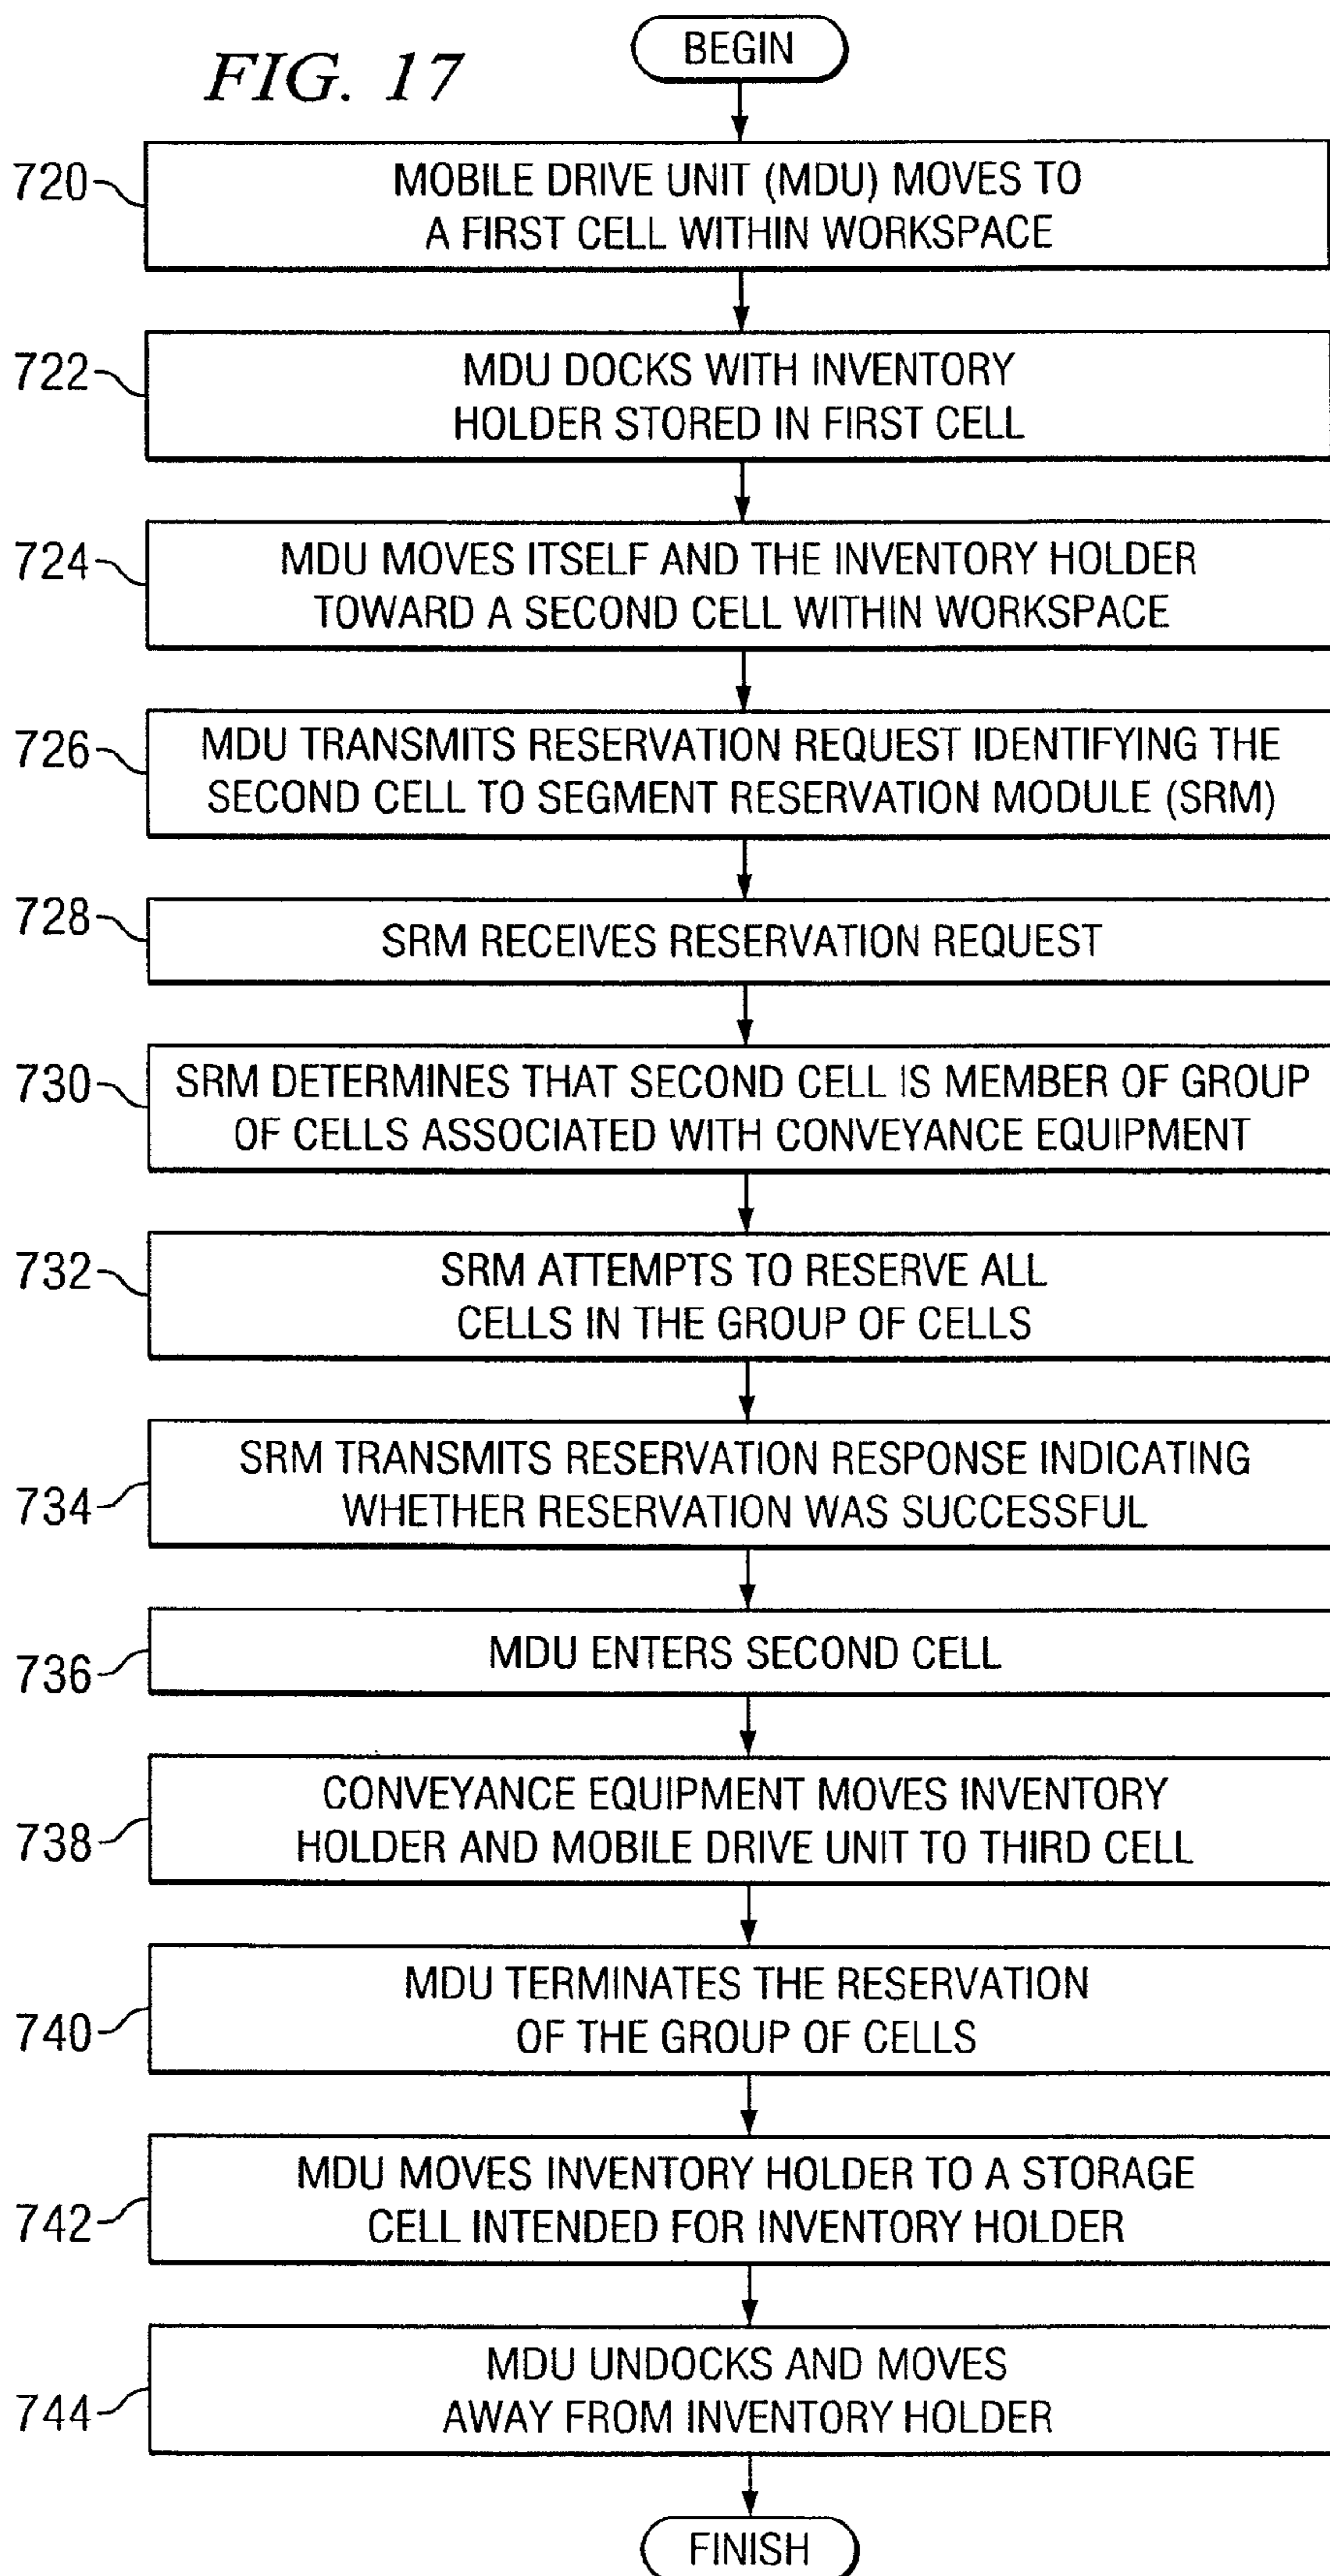 FIG. 17
BEGIN
720
MOBILE DRIVE UNIT (MDU) MOVES TO
A FIRST CELL WITHIN WORKSPACE
722
MDU DOCKS WITH INVENTORY
HOLDER STORED IN FIRST CELL
724
MDU MOVES ITSELF AND THE INVENTORY HOLDER
TOWARD A SECOND CELL WITHIN WORKSPACE
726
MDU TRANSMITS RESERVATION REQUEST IDENTIFYING THE
SECOND CELL TO SEGMENT RESERVATION MODULE (SRM)
728
SRM RECEIVES RESERVATION REQUEST
730
SRM DETERMINES THAT SECOND CELL IS MEMBER OF GROUP
OF CELLS ASSOCIATED WITH CONVEYANCE EQUIPMENT
732
SRM ATTEMPTS TO RESERVE ALL
CELLS IN THE GROUP OF CELLS
734
SRM TRANSMITS RESERVATION RESPONSE INDICATING
WHETHER RESERVATION WAS SUCCESSFUL
736
MDU ENTERS SECOND CELL
738
CONVEYANCE EQUIPMENT MOVES INVENTORY
HOLDER AND MOBILE DRIVE UNIT TO THIRD CELL
740
MDU TERMINATES THE RESERVATION
OF THE GROUP OF CELLS
742
MDU MOVES INVENTORY HOLDER TO A STORAGE
CELL INTENDED FOR INVENTORY HOLDER
744
MDU UNDOCKS AND MOVES
AWAY FROM INVENTORY HOLDER
FINISH